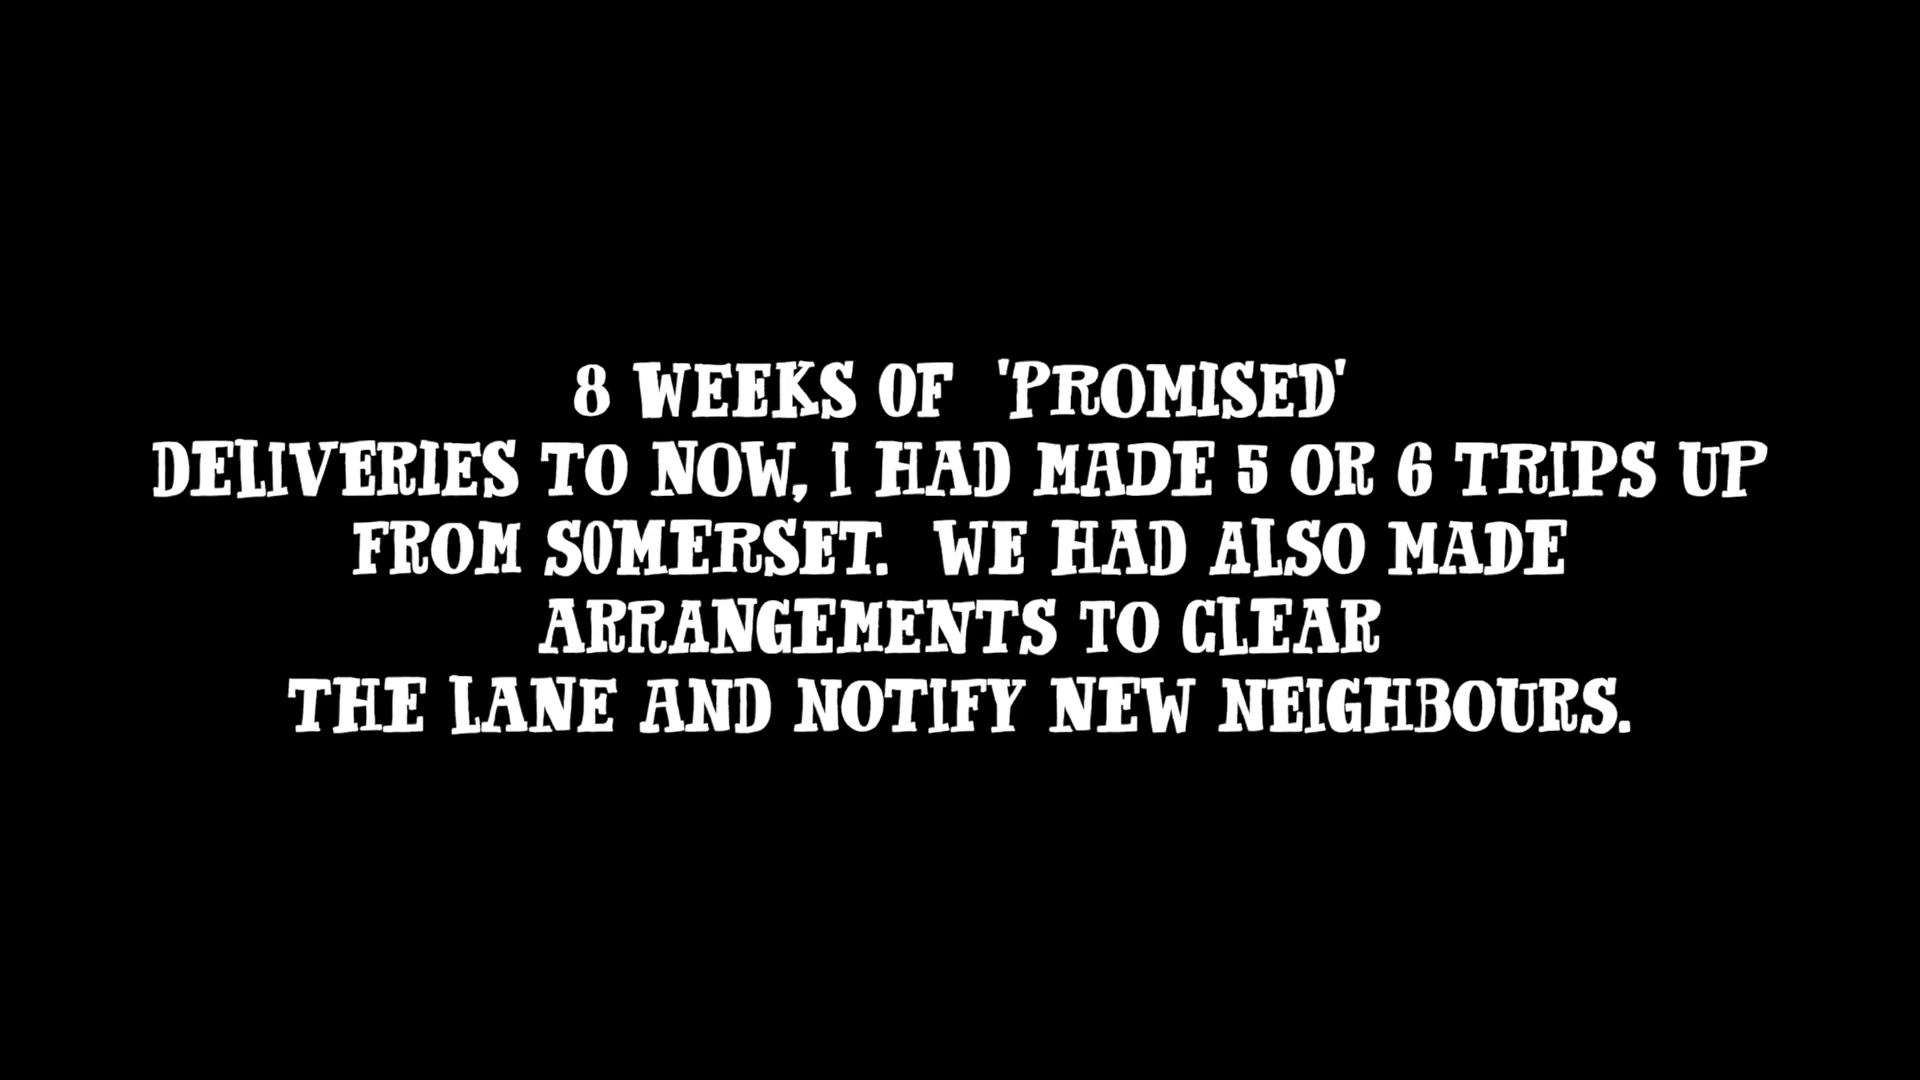 8 WEEKS OF 'PROMISED'
DELIVERIES TO NOW, I HAD MADE 5 OR 6 TRIPS UP
FROM SOMERSET. WE HAD ALSO MADE
ARRANGEMENTS TO CLEAR
THE LANE AND NOTIFY NEW NEIGHBOURS.